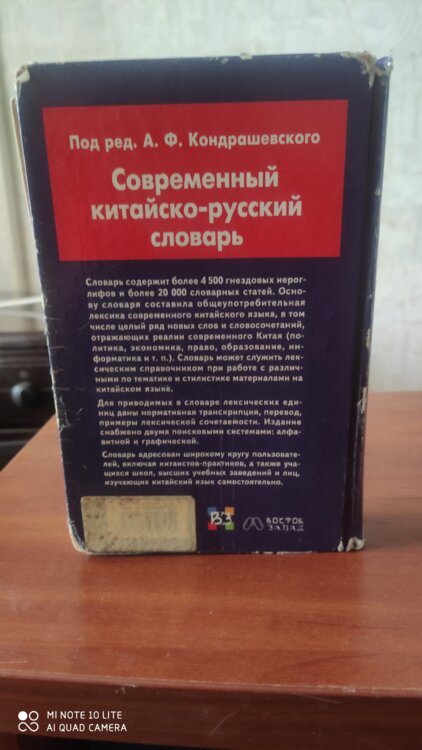 Под ред. А. Ф. Кондрашевского
Современный
китайско-русский
словарь
Словарь содержит более 4 500 гнездовых иерог-
лифов и более 20 000 словарных статей. Осно-
ву словаря составила общеупотребительная
лексика современного китайского языка, в том
числе целый ряд новых слов и словосочетаний,
отражающих реалии современного Китая (по-
литика, экономика, право, образование, ин-
форматика и т. п.). Словарь может служить лек-
сическим справочником при работе с различ-
ными по тематике и стилистике материалами на
китайском языке.
Для приводимых в словаре лексических еди-
ниц даны нормативная транскрипция, перевод,
примеры лексической сочетаемости. Издание
снабжено двумя поисковыми системами: алфа-
витной и графической.
Словарь адресован широкому кругу пользовате-
лей, включая китаистов-практиков, а также уча-
щихся школ, высших учебных заведений и лиц,
изучающих китайский язык самостоятельно.
ВЗ ВОСТОК
ЗАПАД
MI NOTE 10 LITE
AI QUAD CAMERA